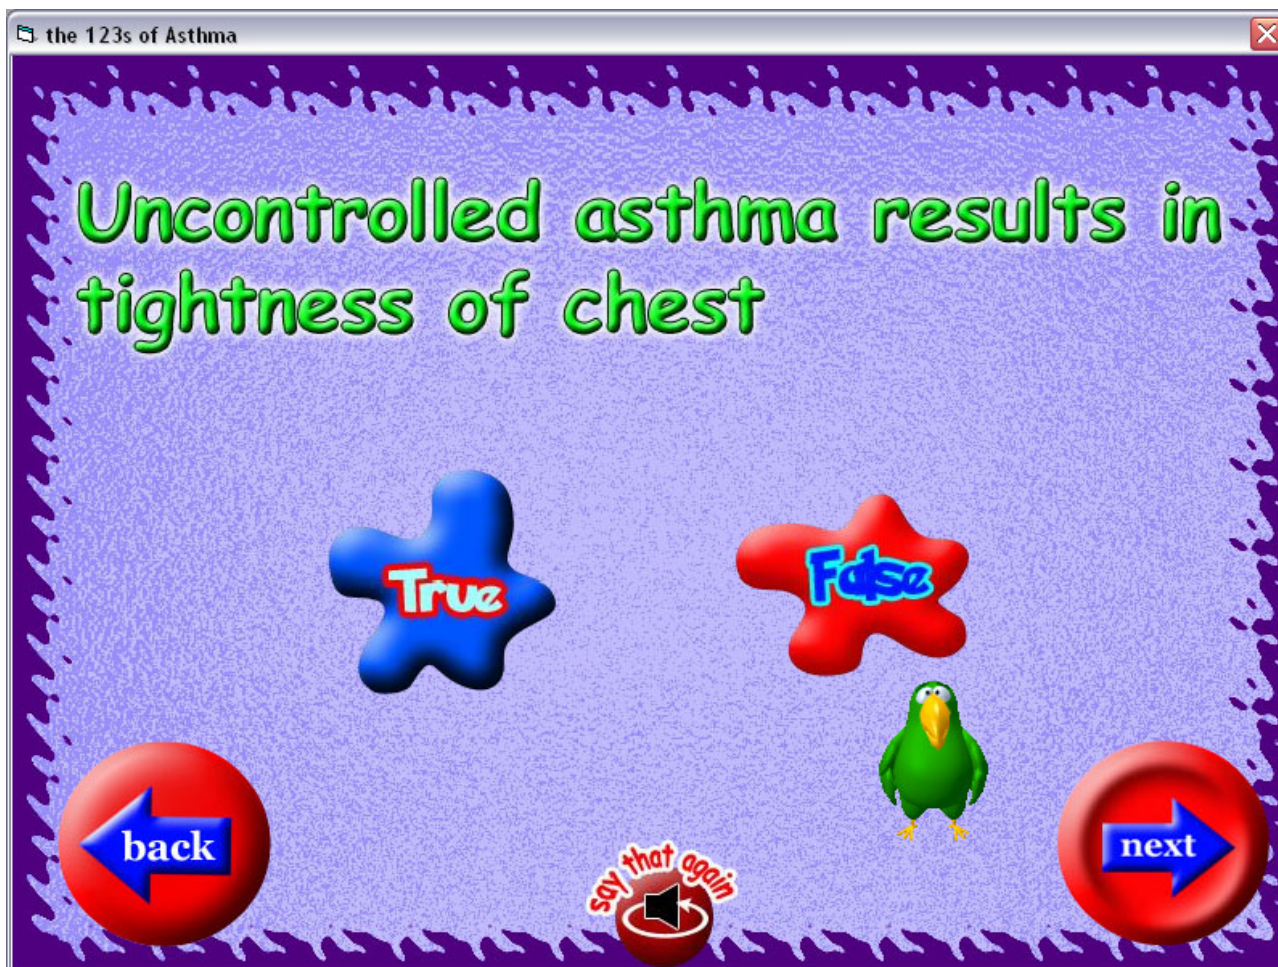 the 123s of Asthma
Uncontrolled asthma results in
tightness of chest
True
False
back
say that again
next